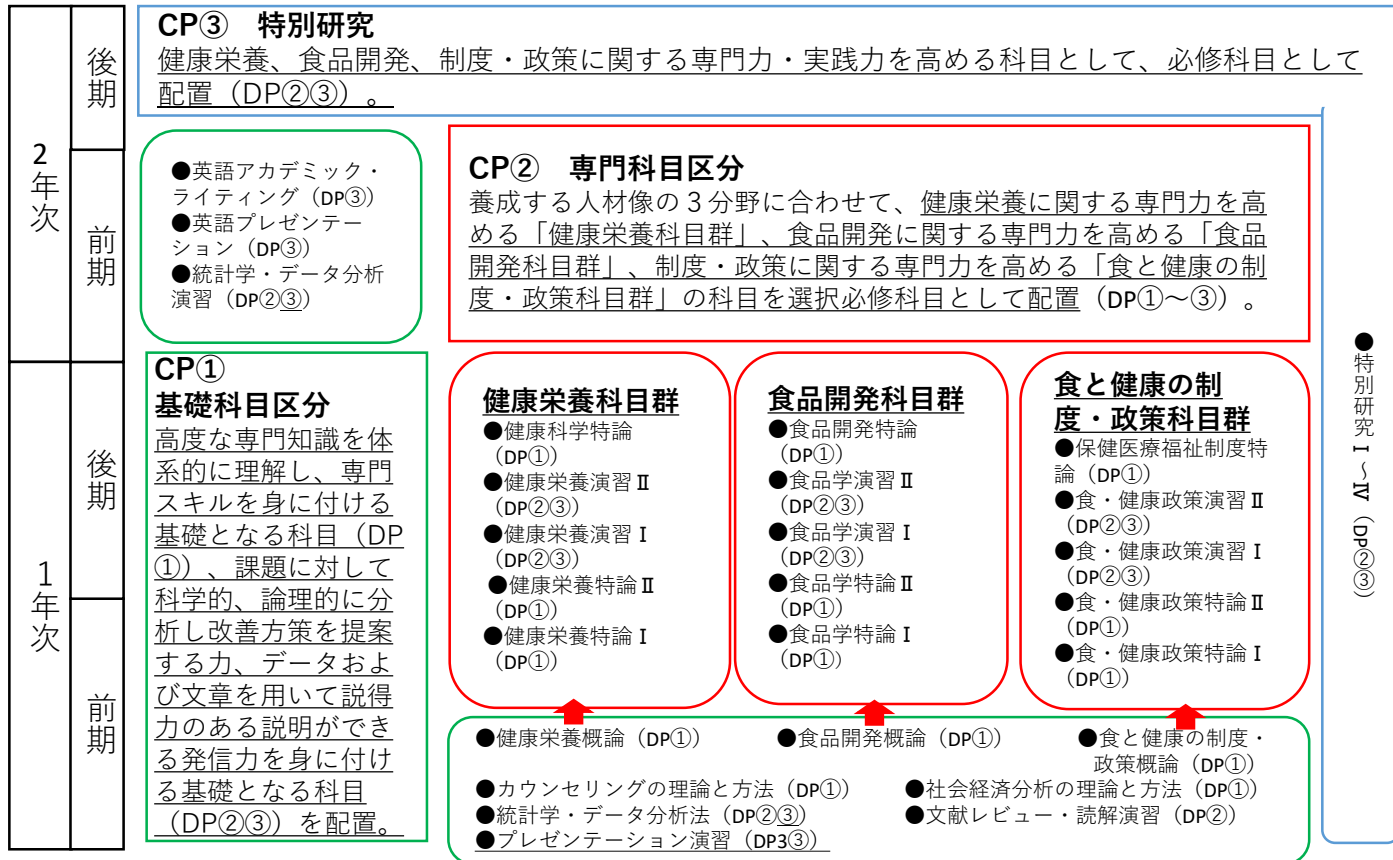 CP③　特別研究
健康栄養、食品開発、制度・政策に関する専門力・実践力を高める科目として、必修科目として
配置（DP②③）。
2年次
後期
前期
●英語アカデミック・
ライティング（DP③）
●英語プレゼンテー
ション（DP③）
●統計学・データ分析
演習（DP②③）
CP②　専門科目区分
養成する人材像の３分野に合わせて、健康栄養に関する専門力を高
める「健康栄養科目群」、食品開発に関する専門力を高める「食品
開発科目群」、制度・政策に関する専門力を高める「食と健康の制
度・政策科目群」の科目を選択必修科目として配置（DP①～③）。
1年次
後期
前期
CP①
基礎科目区分
高度な専門知識を体
系的に理解し、専門
スキルを身に付ける
基礎となる科目（DP
①）、課題に対して
科学的、論理的に分
析し改善方策を提案
する力、データおよ
び文章を用いて説得
力のある説明ができ
る発信力を身に付け
る基礎となる科目
（DP②③）を配置。
健康栄養科目群
●健康科学特論
（DP①）
●健康栄養演習Ⅱ
（DP②③）
●健康栄養演習Ⅰ
（DP②③）
●健康栄養特論Ⅱ
（DP①）
●健康栄養特論Ⅰ
（DP①）
食品開発科目群
●食品開発特論
（DP①）
●食品学演習Ⅱ
（DP②③）
●食品学演習Ⅰ
（DP②③）
●食品学特論Ⅱ
（DP①）
●食品学特論Ⅰ
（DP①）
食と健康の制
度・政策科目群
●保健医療福祉制度特
論（DP①）
●食・健康政策演習Ⅱ
（DP②③）
●食・健康政策演習Ⅰ
（DP②③）
●食・健康政策特論Ⅱ
（DP①）
●食・健康政策特論Ⅰ
（DP①）
●健康栄養概論（DP①）
●食品開発概論（DP①）
●食と健康の制度・
政策概論（DP①）
●カウンセリングの理論と方法（DP①）
●社会経済分析の理論と方法（DP①）
●統計学・データ分析法（DP②③）
●文献レビュー・読解演習（DP②）
●プレゼンテーション演習（DP3③）
●特別研究Ⅰ～Ⅳ（DP②③）